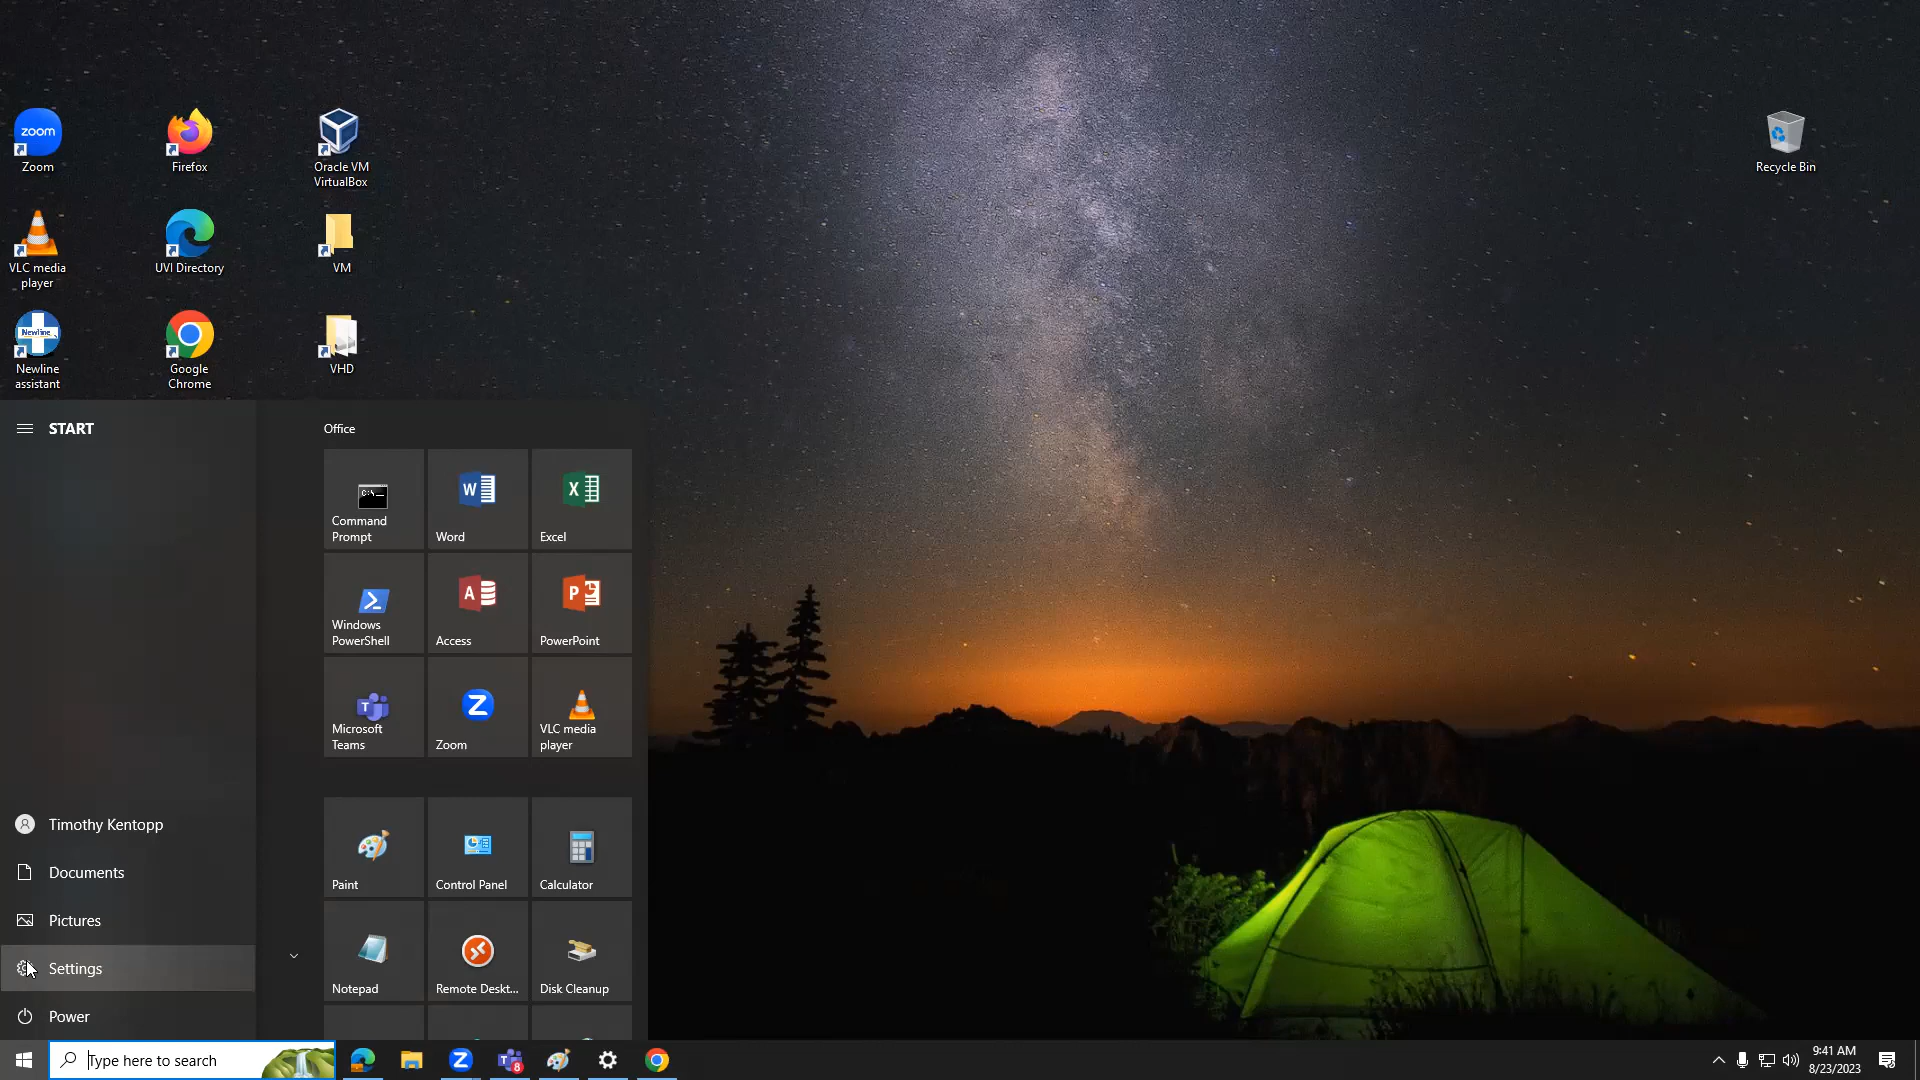 zoom
Zoom
Firefox
Oracle VM
VirtualBox
VLC media
player
UVI Directory
VM
Newline
Newline
assistant
Google
Chrome
VHD
Recycle Bin
START
Office
C:\._
Command
Prompt
W
Word
X
Excel
Windows
PowerShell
A
Access
P
PowerPoint
T
Microsoft
Teams
Z
Zoom
VLC media
player
Timothy Kentopp
Documents
Pictures
Settings
Power
Paint
Control Panel
Calculator
Notepad
Remote Deskt...
Disk Cleanup
Type here to search
Z
T
8
9:41 AM
8/23/2023